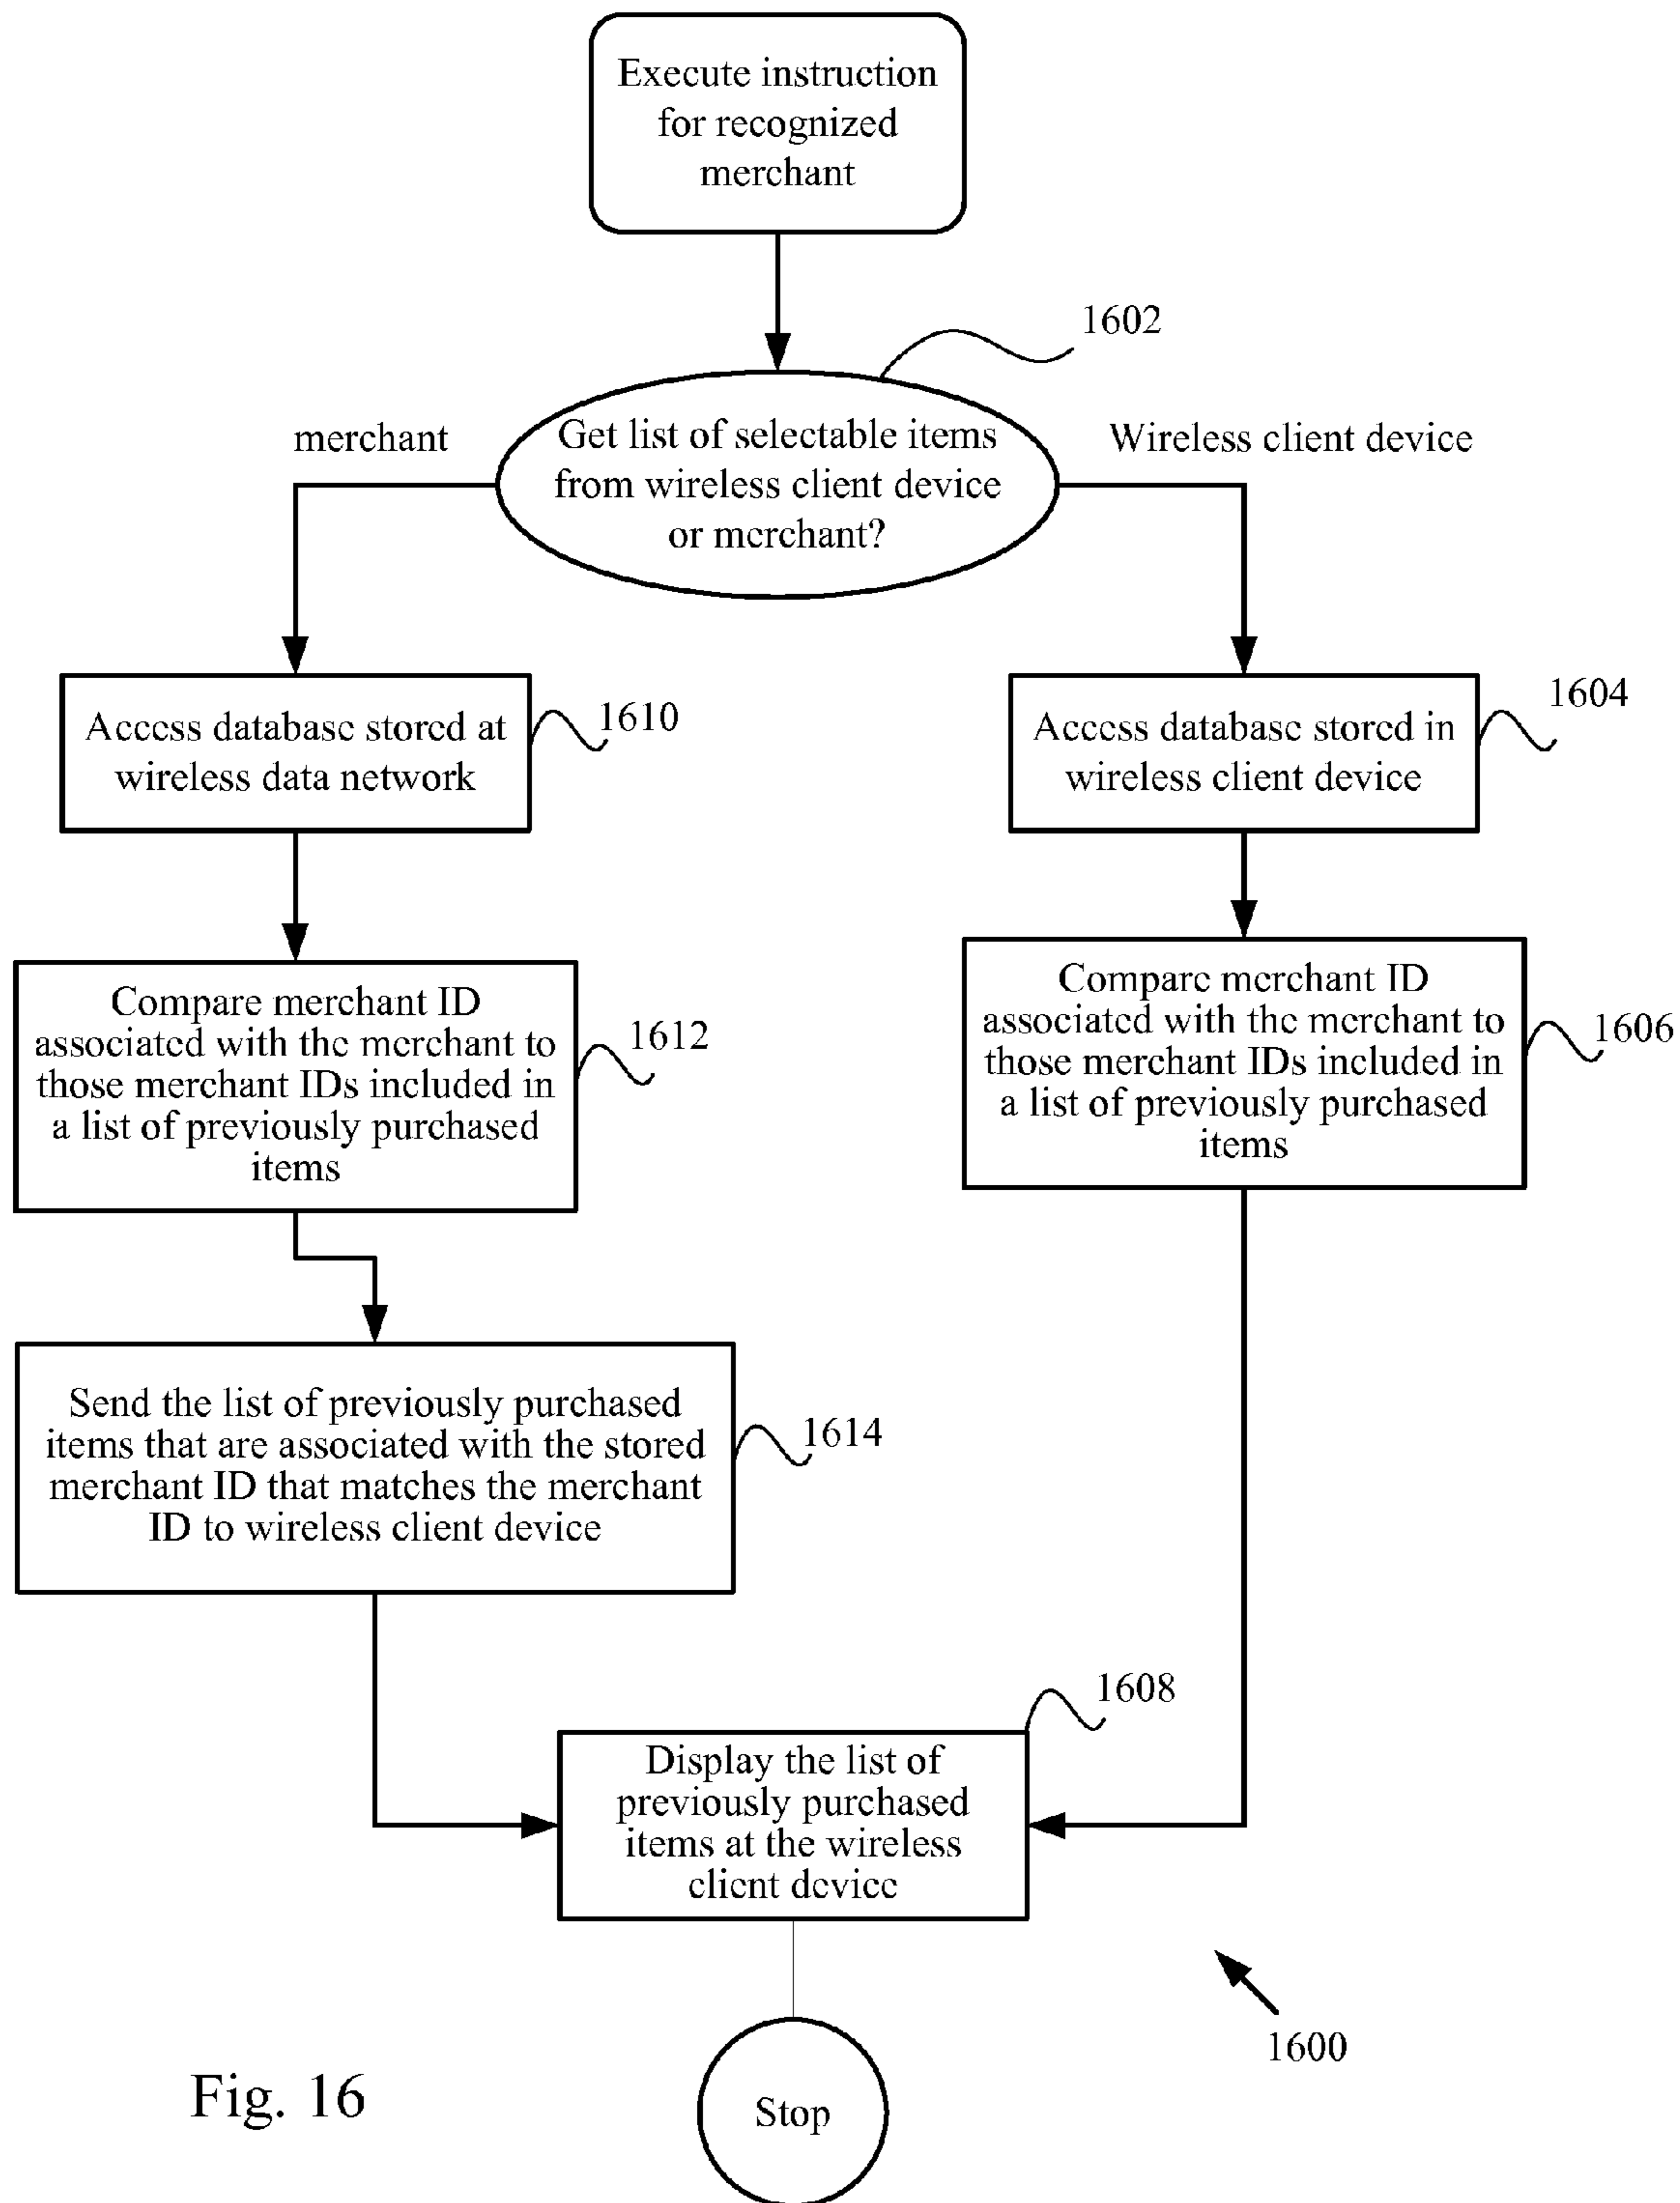 Execute instruction
for recognized
merchant
1602
merchant
Get list of selectable items
from wireless client device
or merchant?
Wireless client device
Access database stored at
wireless data network
1610
Access database stored in
wireless client device
1604
Compare merchant ID
associated with the merchant to
those merchant IDs included in
a list of previously purchased
items
1612
Compare merchant ID
associated with the merchant to
those merchant IDs included in
a list of previously purchased
items
1606
Send the list of previously purchased
items that are associated with the stored
merchant ID that matches the merchant
ID to wireless client device
1614
1608
Display the list of
previously purchased
items at the wireless
client device
1600
Fig. 16
Stop